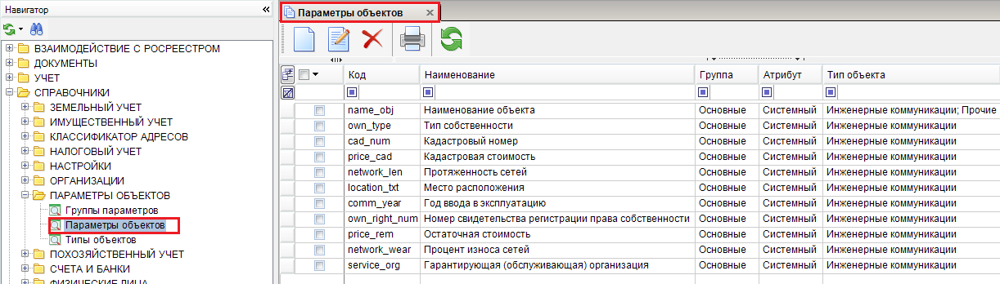 Навигатор
ВЗАИМОДЕЙСТВИЕ С РОСРЕЕСТРОМ
ДОКУМЕНТЫ
УЧЕТ
СПРАВОЧНИКИ
ЗЕМЕЛЬНЫЙ УЧЕТ
ИМУЩЕСТВЕННЫЙ УЧЕТ
КЛАССИФИКАТОР АДРЕСОВ
НАЛОГОВЫЙ УЧЕТ
НАСТРОЙКИ
ОРГАНИЗАЦИИ
ПАРАМЕТРЫ ОБЪЕКТОВ
Группы параметров
Параметры объектов
Типы объектов
ПОХОЗЯЙСТВЕННЫЙ УЧЕТ
СЧЕТА И БАНКИ
ФИЗИЧЕСКИЕ ЛИЦА
Параметры объектов
Код Наименование Группа Атрибут Тип объекта
name_obj Наименование объекта Основные Системный Инженерные коммуникации; Прочие
own_type Тип собственности Основные Системный Инженерные коммуникации
cad_num Кадастровый номер Основные Системный Инженерные коммуникации
price_cad Кадастровая стоимость Основные Системный Инженерные коммуникации
network_len Протяженность сетей Основные Системный Инженерные коммуникации
location_txt Место расположения Основные Системный Инженерные коммуникации
comm_year Год ввода в эксплуатацию Основные Системный Инженерные коммуникации
own_right_num Номер свидетельства регистрации права собственности Основные Системный Инженерные коммуникации
price_rem Остаточная стоимость Основные Системный Инженерные коммуникации
network_wear Процент износа сетей Основные Системный Инженерные коммуникации
service_org Гарантирующая (обслуживающая) организация Основные Системный Инженерные коммуникации